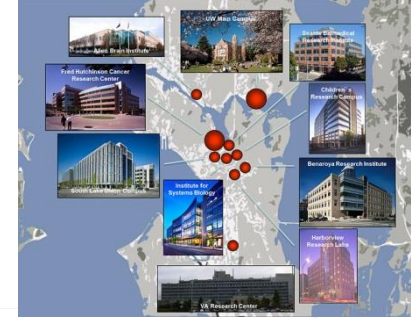 Allen Brain Institute
UW Main Campus
Seattle Biomedical
Research Institute
Fred Hutchinson Cancer
Research Center
Children's
Research Campus
South Lake Union Campus
Institute for
Systems Biology
Benaroya Research Institute
Harborview
Research Labs
VA Research Center